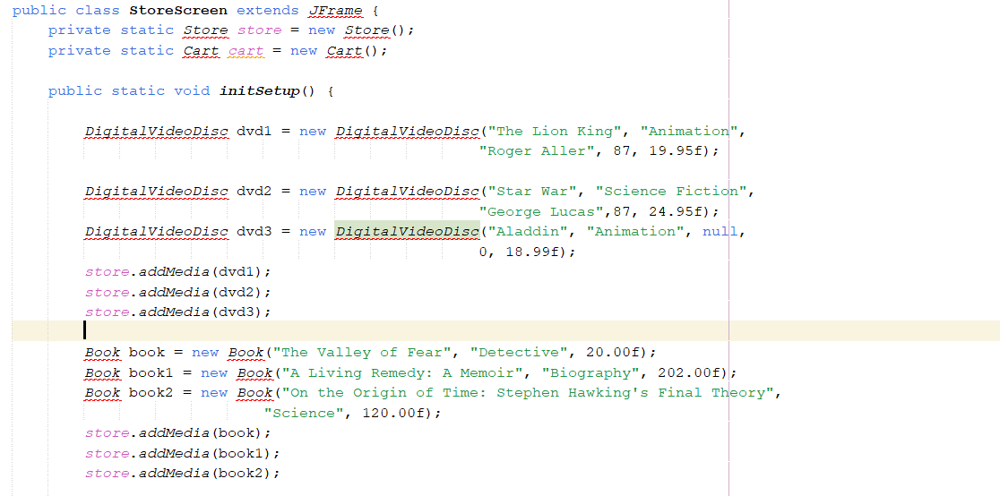 public class StoreScreen extends JFrame {
private static Store store = new Store();
private static Cart cart = new Cart();
public static void initSetup() {
DigitalVideoDisc dvd1 = new DigitalVideoDisc("The Lion King", "Animation",
"Roger Aller", 87, 19.95f);
DigitalVideoDisc dvd2 = new DigitalVideoDisc("Star War", "Science Fiction",
"George Lucas",87, 24.95f);
DigitalVideoDisc dvd3 = new DigitalVideoDisc("Aladdin", "Animation", null,
0, 18.99f);
store.addMedia(dvd1);
store.addMedia(dvd2);
store.addMedia(dvd3);
Book book = new Book("The Valley of Fear", "Detective", 20.00f);
Book book1 = new Book("A Living Remedy: A Memoir", "Biography", 202.00f);
Book book2 = new Book("On the Origin of Time: Stephen Hawking's Final Theory",
"Science", 120.00f);
store.addMedia(book);
store.addMedia(book1);
store.addMedia(book2);